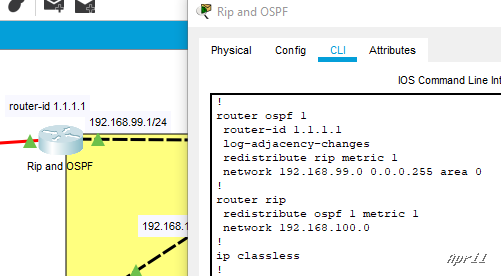 Rip and OSPF
Physical Config CLI Attributes
IOS Command Line Int
router-id 1.1.1.1
192.168.99.1/24
Rip and OSPF
192.168.1
!
router ospf 1
router-id 1.1.1.1
log-adjacency-changes
redistribute rip metric 1
network 192.168.99.0 0.0.0.255 area 0
!
router rip
redistribute ospf 1 metric 1
network 192.168.100.0
!
ip classless
!
April